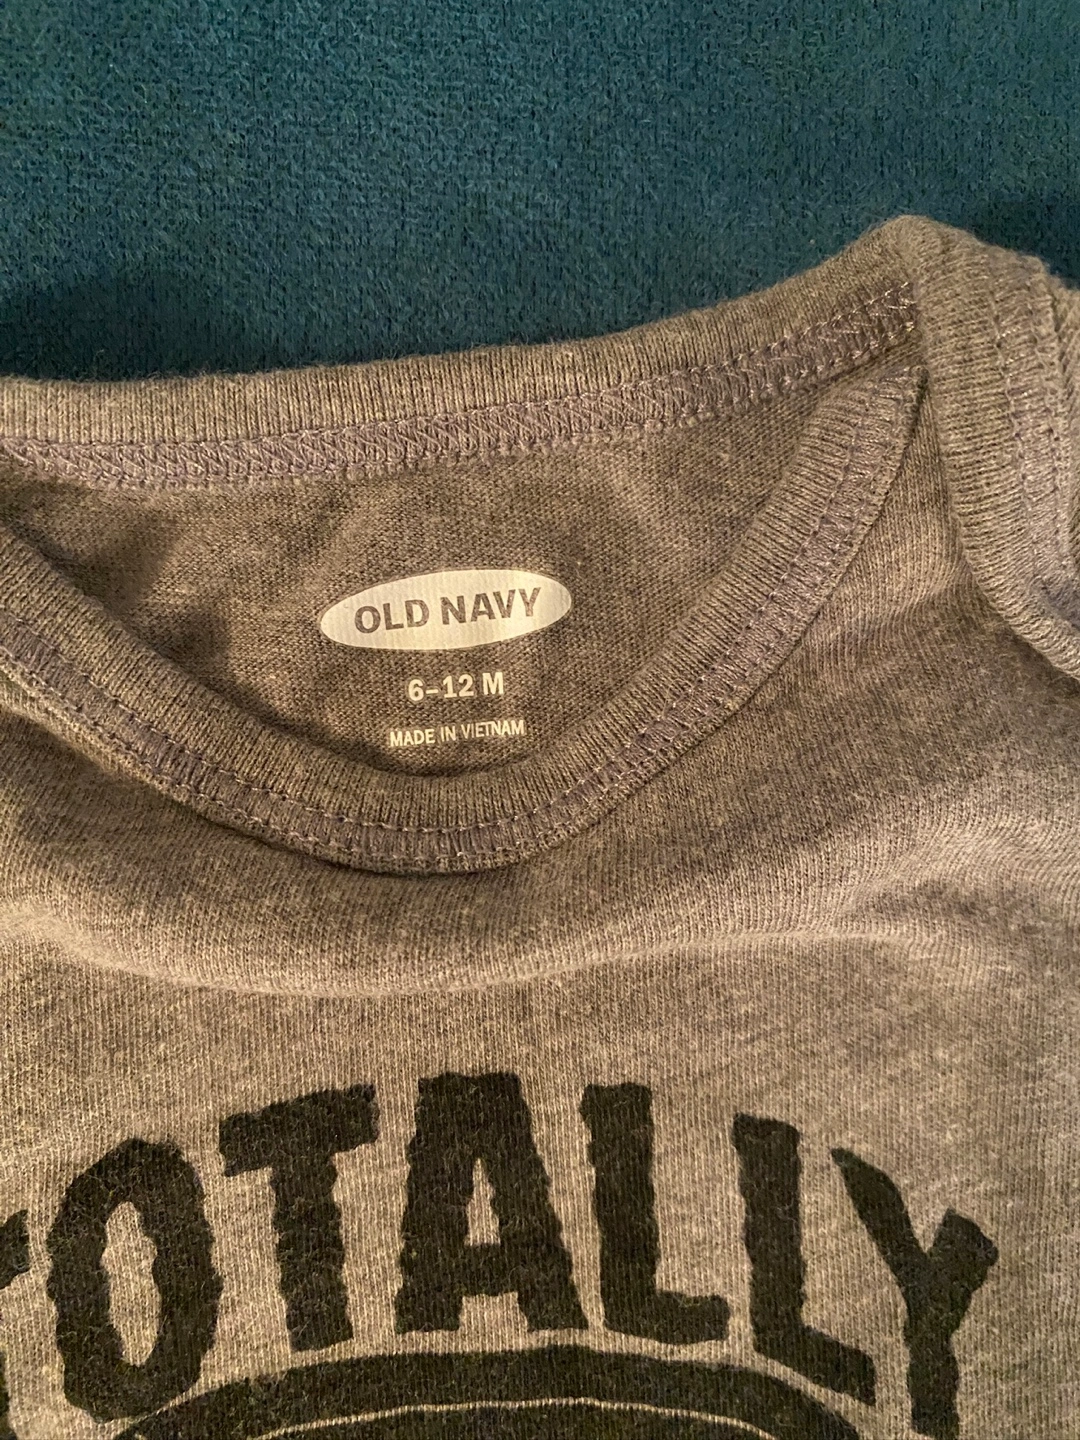 OLD NAVY
6-12 M
MADE IN VIETNAM
TOTALLY